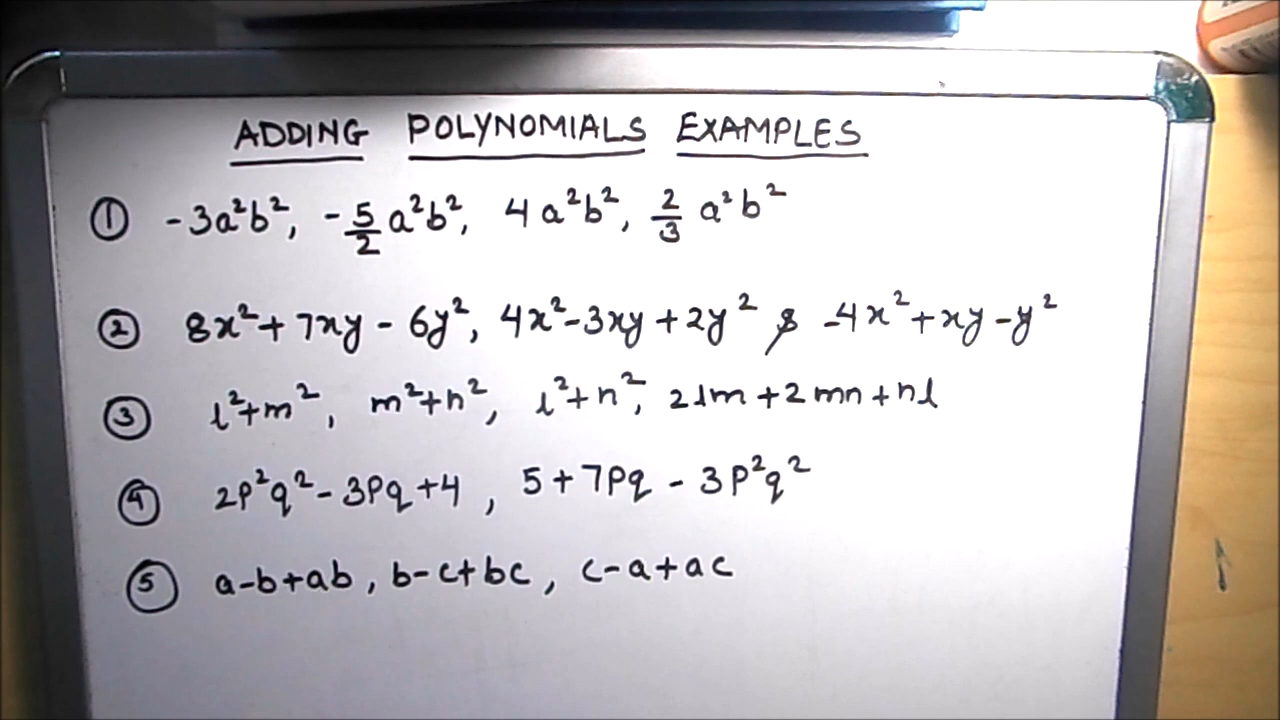 ADDING POLYNOMIALS EXAMPLES
① -3a²b², -5/2 a²b², 4a²b², 2/3 a²b²
② 8x²+7xy-6y², 4x²-3xy+2y² & -4x²+xy-y²
③ l²+m², m²+n², l²+n², 2lm+2mn+nl
④ 2p²q²-3pq+4, 5+7pq-3p²q²
⑤ a-b+ab, b-c+bc, c-a+ac